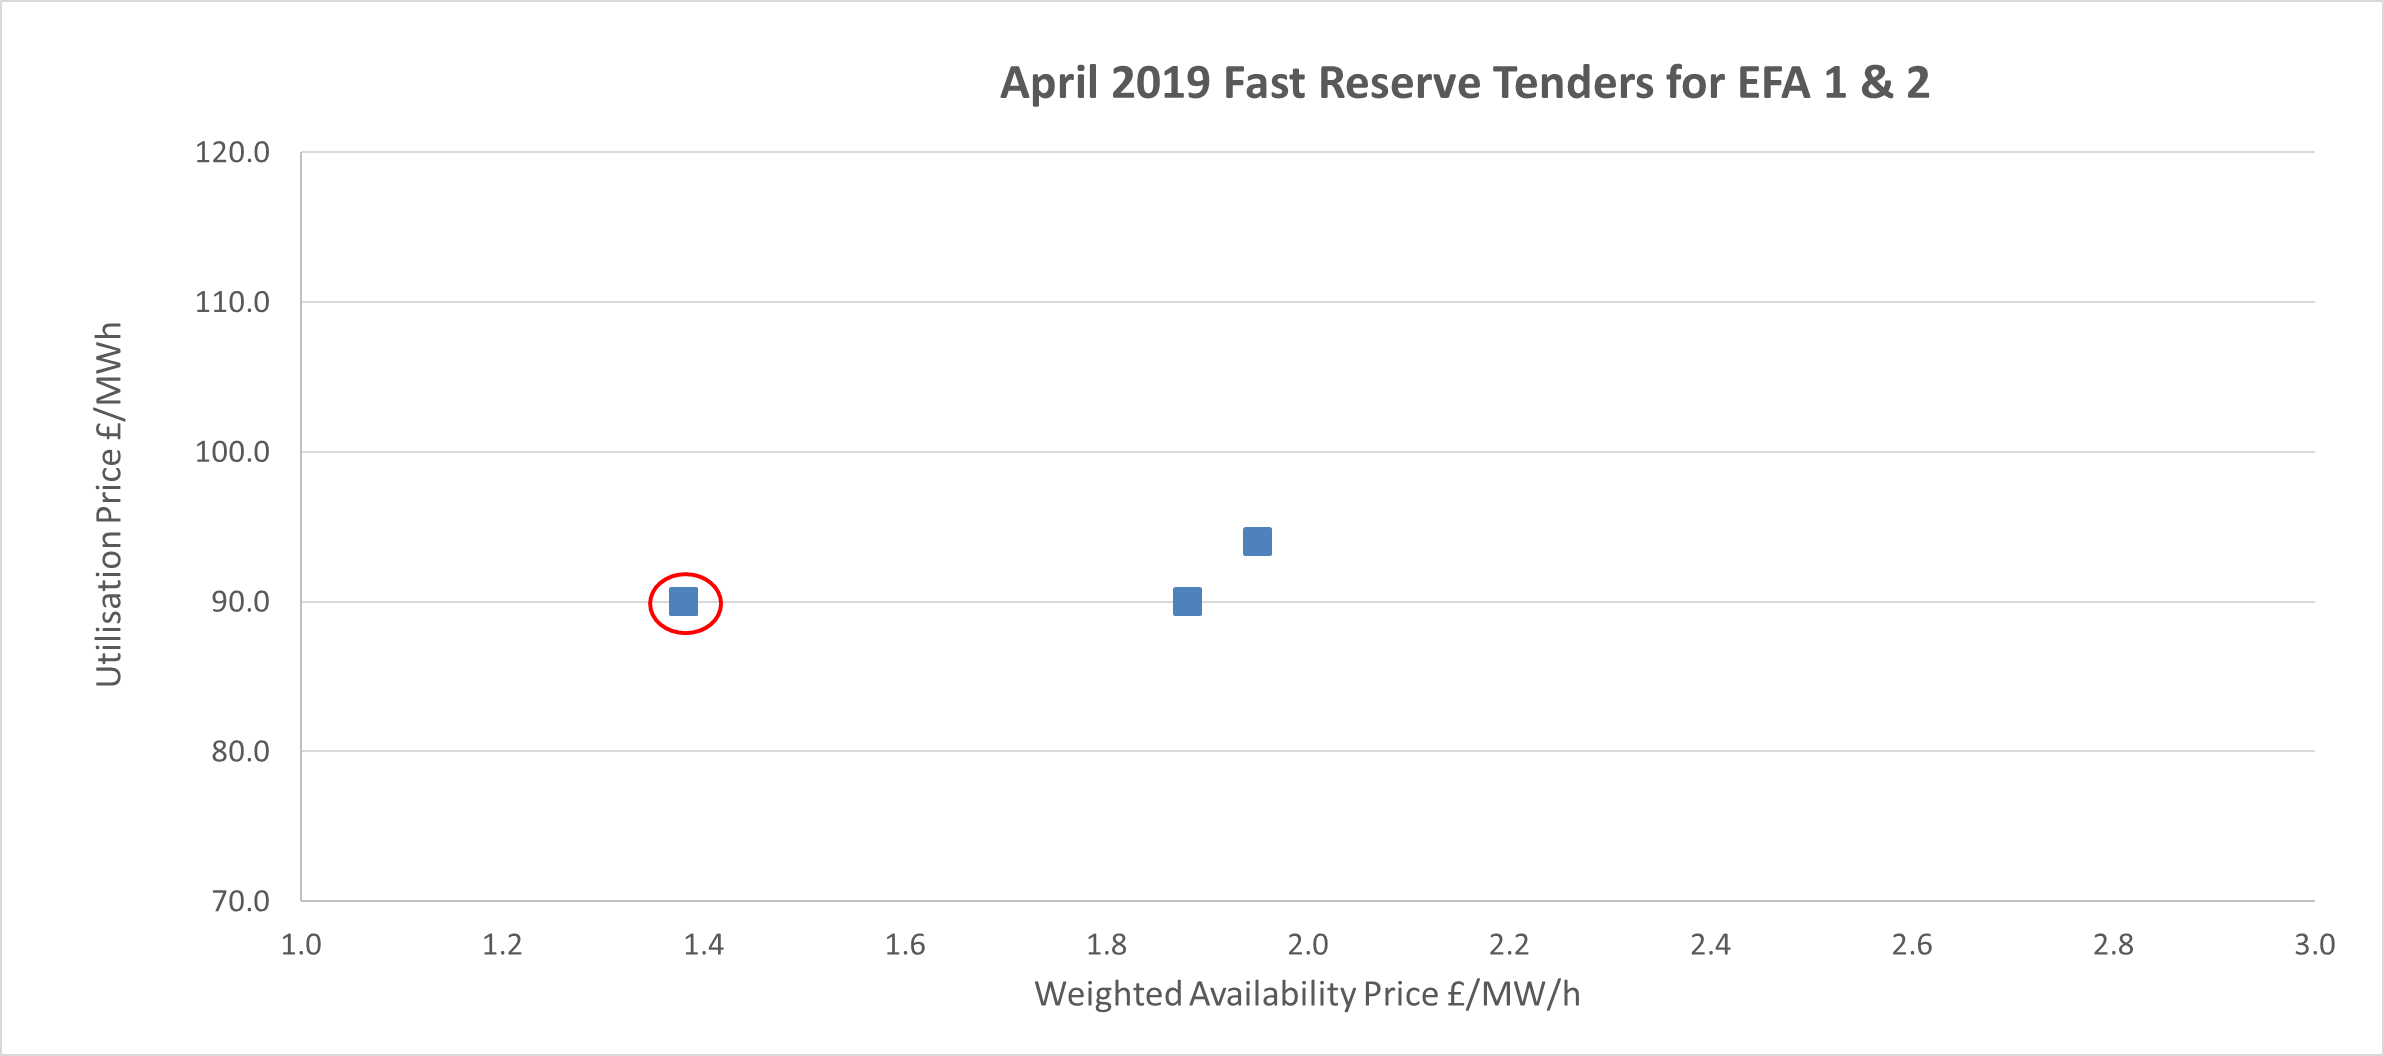 April 2019 Fast Reserve Tenders for EFA 1 & 2
120.0
110.0
100.0
90.0
80.0
70.0
Utilisation Price £/MWh
1.0 1.2 1.4 1.6 1.8 2.0 2.2 2.4 2.6 2.8 3.0
Weighted Availability Price £/MW/h